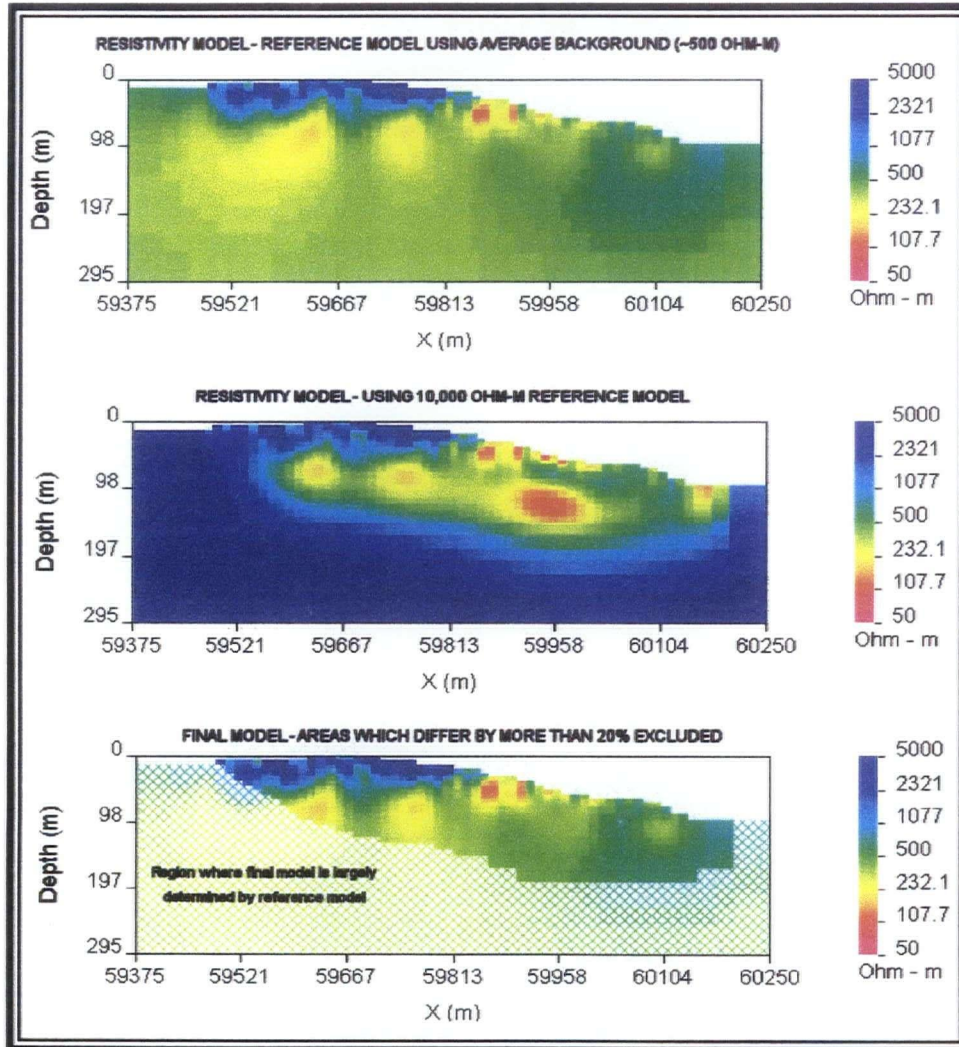 RESISTIVITY MODEL - REFERENCE MODEL USING AVERAGE BACKGROUND (~500 OHM-M)
Depth (m)
0
98
197
295
59375 59521 59667 59813 59958 60104 60250
X (m)
5000
2321
1077
500
232.1
107.7
50
Ohm - m
RESISTIVITY MODEL - USING 10,000 OHM-M REFERENCE MODEL
Depth (m)
0
98
197
295
59375 59521 59667 59813 59958 60104 60250
X (m)
5000
2321
1077
500
232.1
107.7
50
Ohm - m
FINAL MODEL - AREAS WHICH DIFFER BY MORE THAN 20% EXCLUDED
Depth (m)
0
98
197
295
Region where final model is largely
determined by reference model
59375 59521 59667 59813 59958 60104 60250
X (m)
5000
2321
1077
500
232.1
107.7
50
Ohm - m